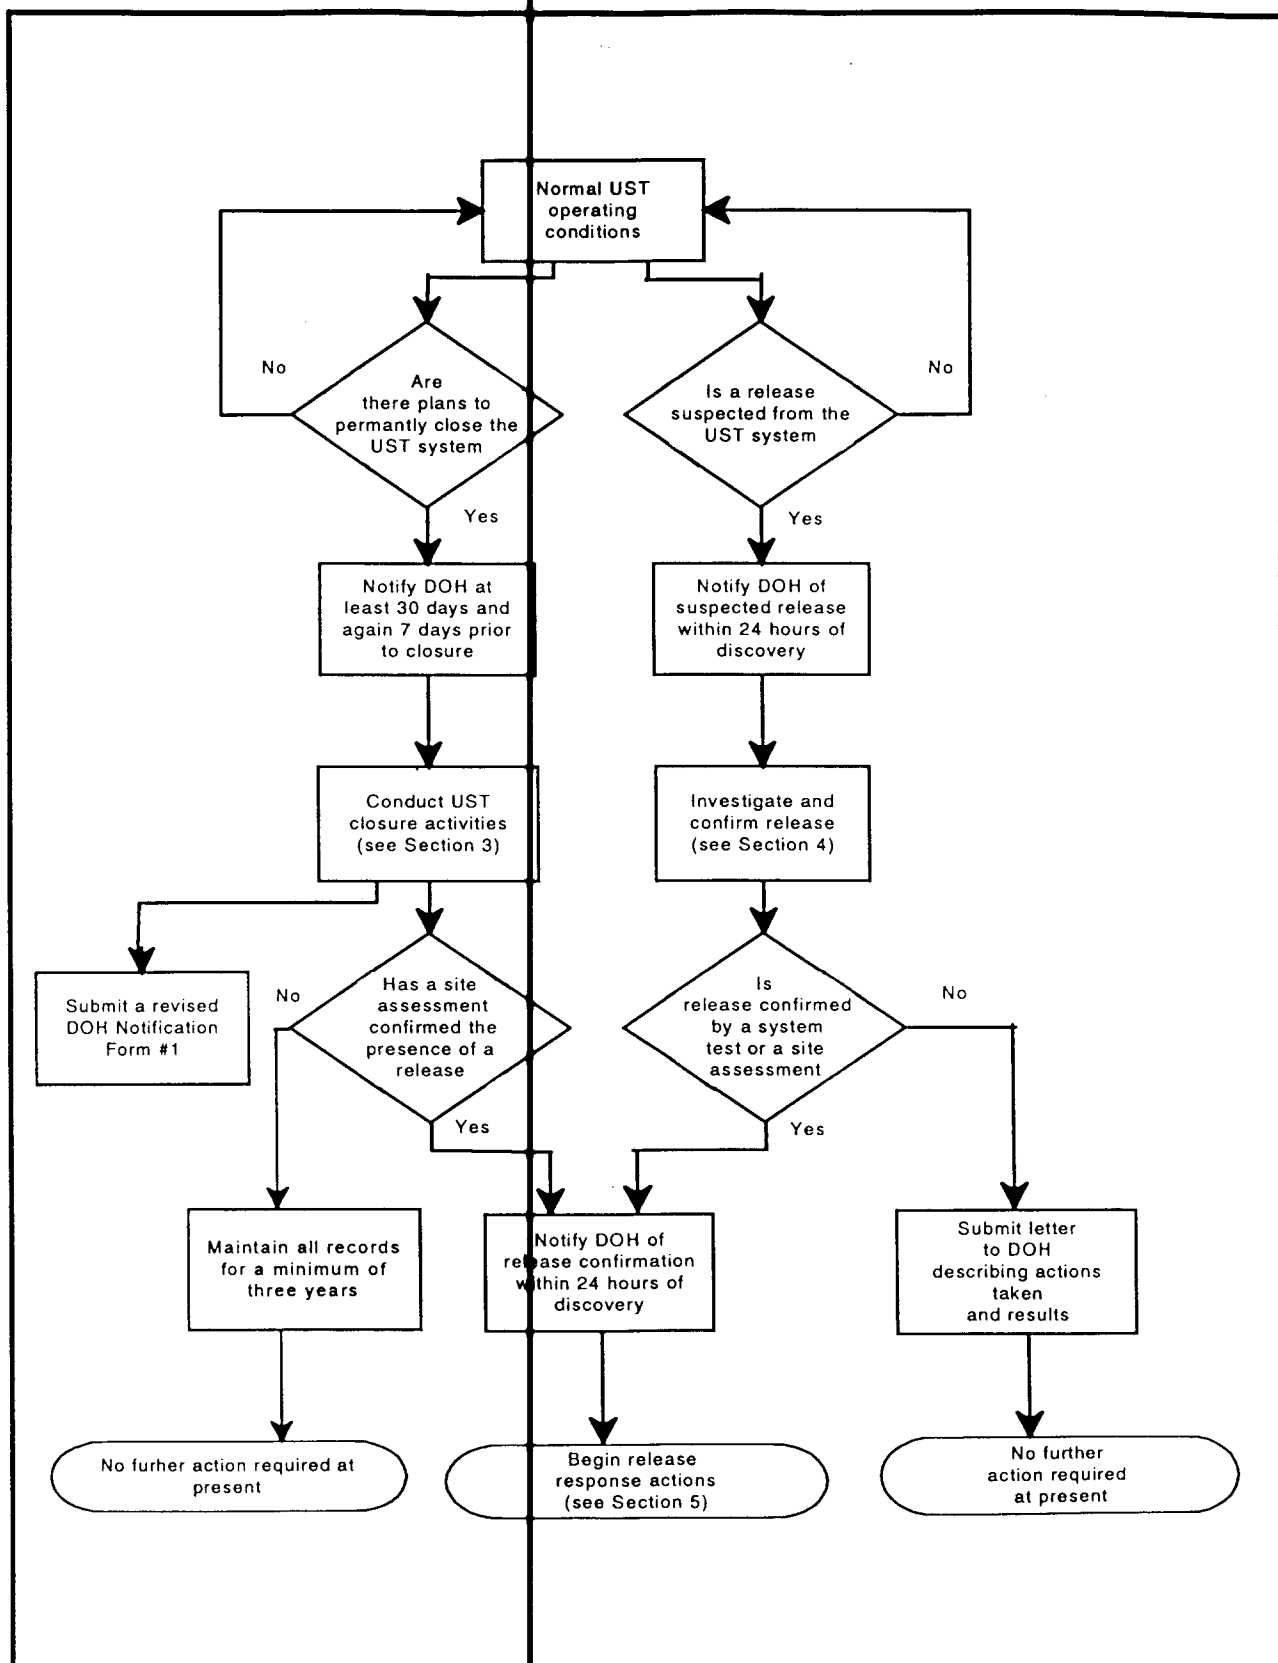 Normal UST
operating
conditions
No
Are
there plans to
permantly close the
UST system
Is a release
suspected from the
UST system
No
Yes
Yes
Notify DOH at
least 30 days and
again 7 days prior
to closure
Notify DOH of
suspected release
within 24 hours of
discovery
Conduct UST
closure activities
(see Section 3)
Investigate and
confirm release
(see Section 4)
Submit a revised
DOH Notification
Form #1
No
Has a site
assessment
confirmed the
presence of a
release
Is
release confirmed
by a system
test or a site
assessment
No
Yes
Yes
Maintain all records
for a minimum of
three years
Notify DOH of
release confirmation
within 24 hours of
discovery
Submit letter
to DOH
describing actions
taken
and results
No furher action required at
present
Begin release
response actions
(see Section 5)
No further
action required
at present